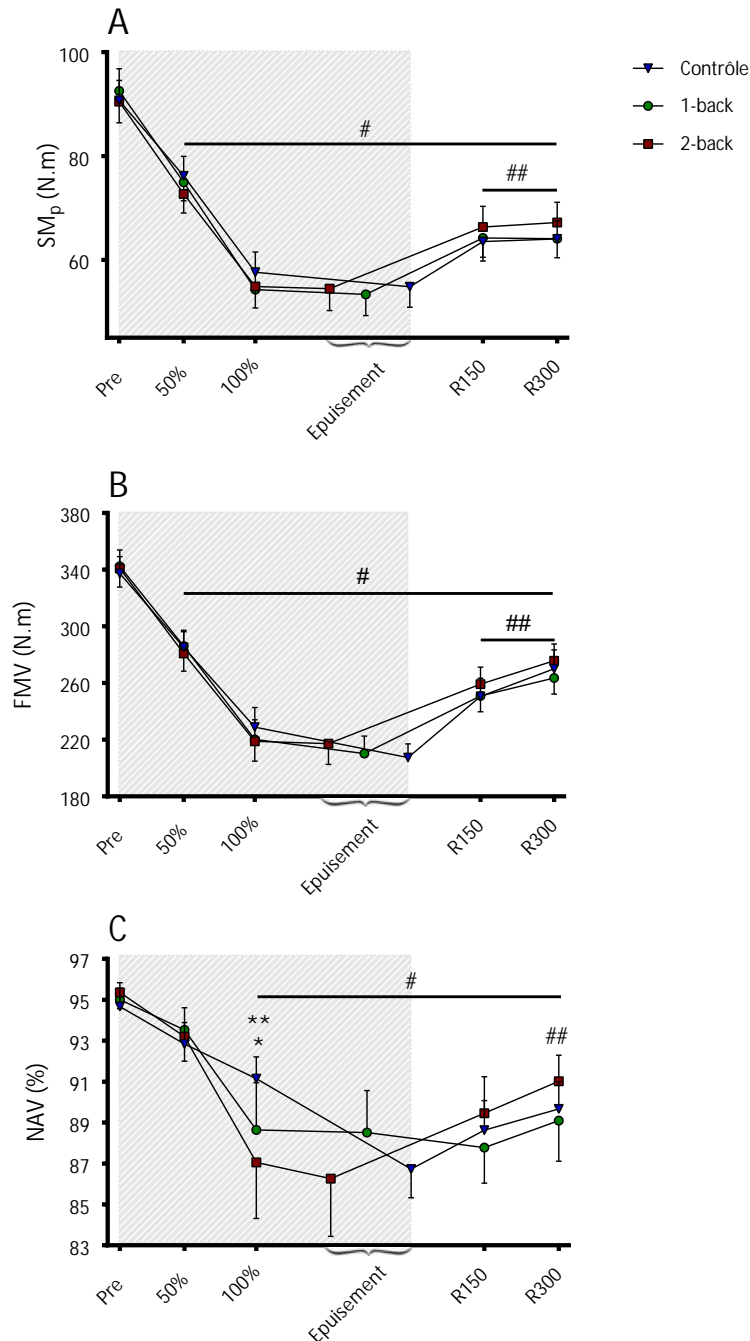 A
100
80
60
SMp (N.m)
#
##
Pre
50%
100%
Epuisement
R150
R300
Contrôle
1-back
2-back
B
380
340
300
260
220
180
FMV (N.m)
#
##
Pre
50%
100%
Epuisement
R150
R300
C
97
95
93
91
89
87
85
83
NAV (%)
#
**
*
##
Pre
50%
100%
Epuisement
R150
R300